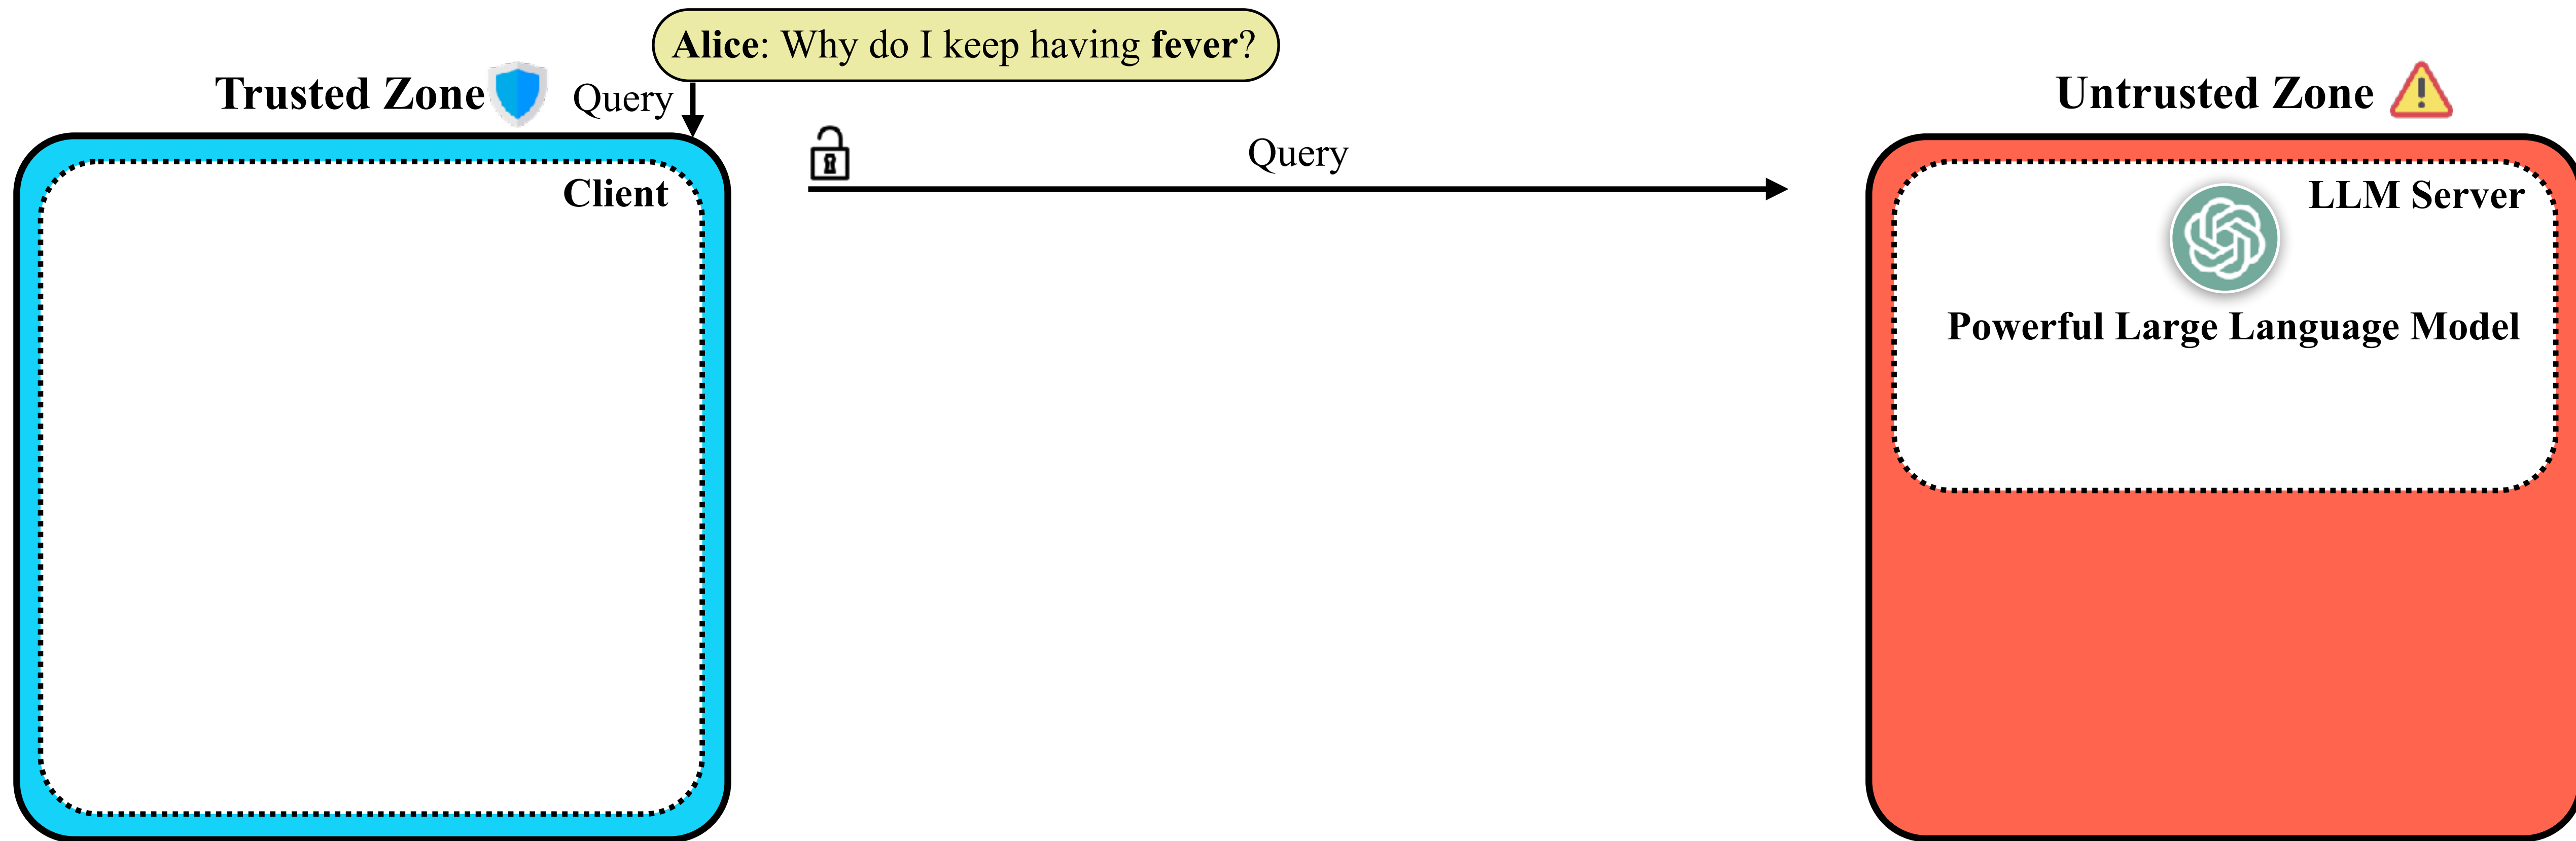 Alice: Why do I keep having fever?
Trusted Zone
Query
Untrusted Zone
Query
Client
LLM Server
Powerful Large Language Model